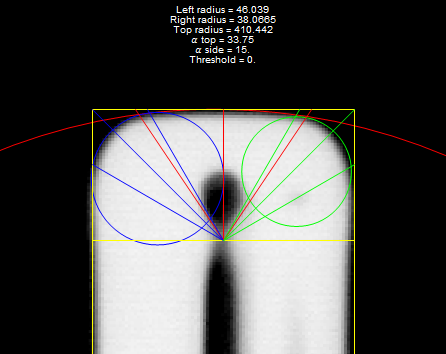 Left radius = 46.039
Right radius = 38.0665
Top radius = 410.442
α top = 33.75
α side = 15.
Threshold = 0.